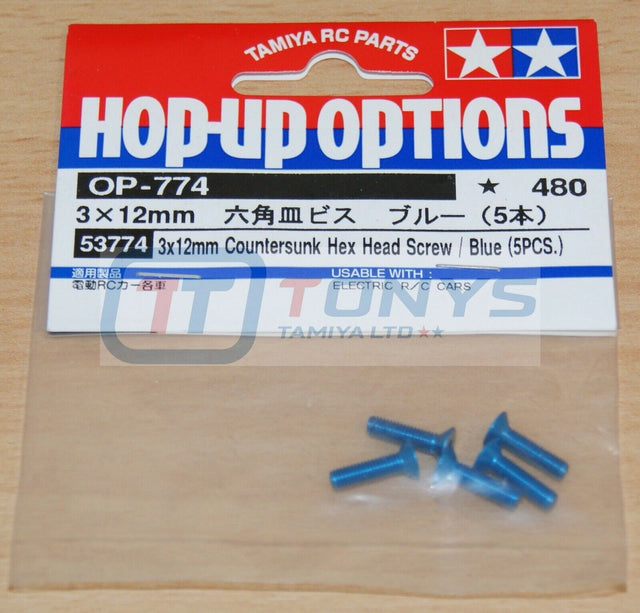 TAMIYA RC PARTS
HOP-UP OPTIONS
OP-774 ★ 480
3×12mm 六角皿ビス ブルー(5本)
53774 3x12mm Countersunk Hex Head Screw / Blue (5PCS.)
適用製品 USABLE WITH :
電動RCカー各車 ELECTRIC R/C CARS
TT TONYS
TAMIYA LTD ★★